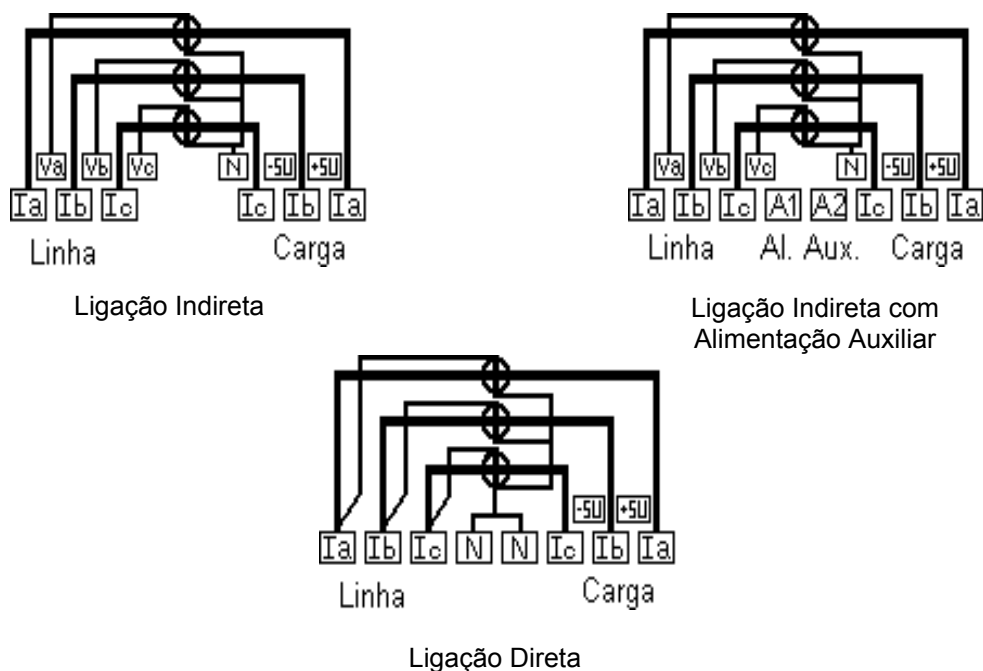 Va Vb Vc N -5U +5U
Ia Ib Ic Ic Ib Ia
Linha Carga
Ligação Indireta
Va Vb Vc N -5U +5U
Ia Ib Ic A1 A2 Ic Ib Ia
Linha Al. Aux. Carga
Ligação Indireta com
Alimentação Auxiliar
-5U +5U
Ia Ib Ic N N Ic Ib Ia
Linha Carga
Ligação Direta